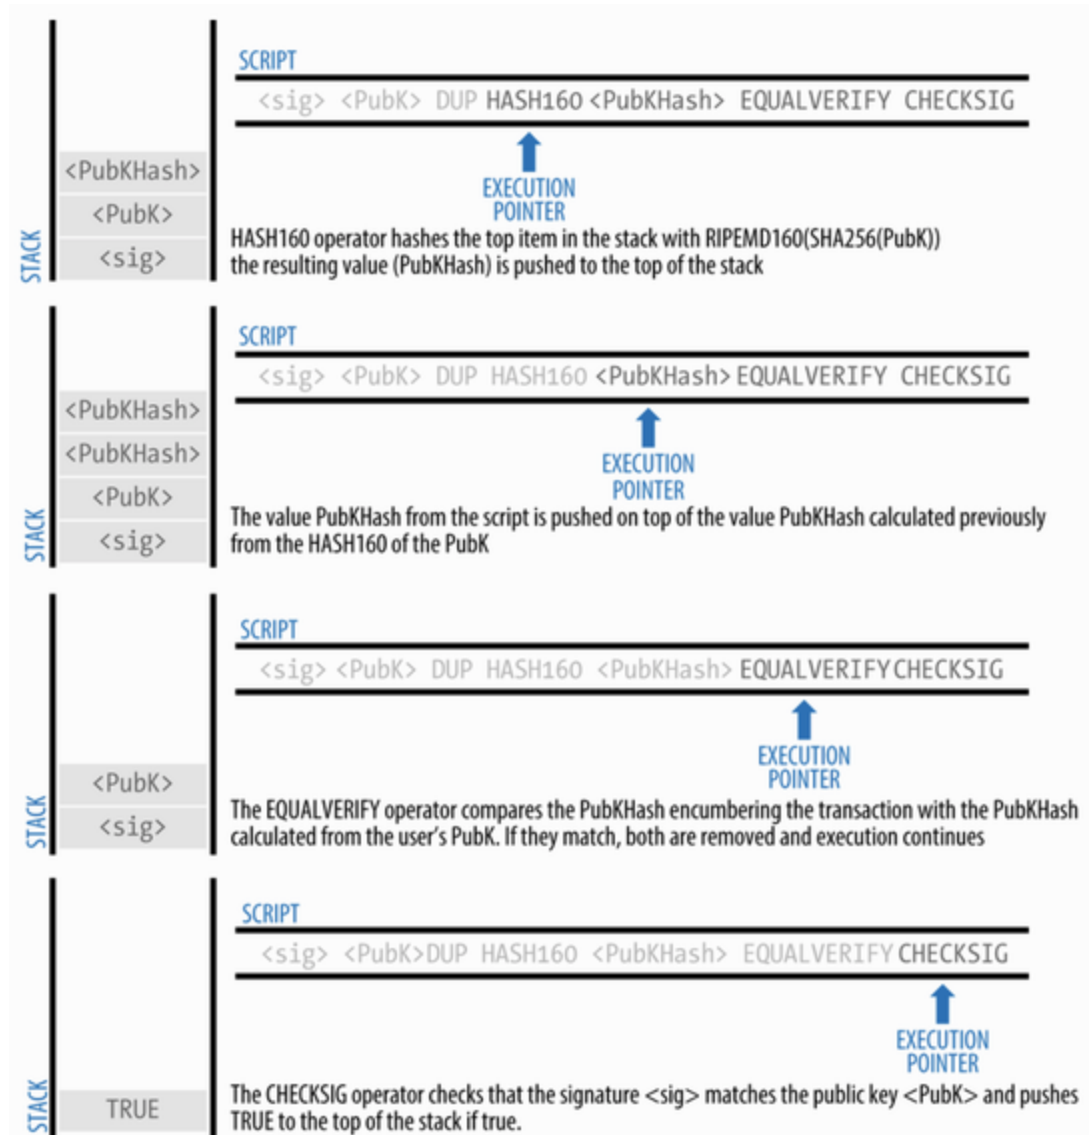 SCRIPT
<sig> <PubK> DUP HASH160 <PubKHash> EQUALVERIFY CHECKSIG
<PubKHash>
<PubK>
<sig>
STACK
EXECUTION
POINTER
HASH160 operator hashes the top item in the stack with RIPEMD160(SHA256(PubK))
the resulting value (PubKHash) is pushed to the top of the stack
SCRIPT
<sig> <PubK> DUP HASH160 <PubKHash> EQUALVERIFY CHECKSIG
<PubKHash>
<PubKHash>
<PubK>
<sig>
STACK
EXECUTION
POINTER
The value PubKHash from the script is pushed on top of the value PubKHash calculated previously
from the HASH160 of the PubK
SCRIPT
<sig> <PubK> DUP HASH160 <PubKHash> EQUALVERIFY CHECKSIG
<PubK>
<sig>
STACK
EXECUTION
POINTER
The EQUALVERIFY operator compares the PubKHash encumbering the transaction with the PubKHash
calculated from the user's PubK. If they match, both are removed and execution continues
SCRIPT
<sig> <PubK> DUP HASH160 <PubKHash> EQUALVERIFY CHECKSIG
EXECUTION
POINTER
TRUE
STACK
The CHECKSIG operator checks that the signature <sig> matches the public key <PubK> and pushes
TRUE to the top of the stack if true.